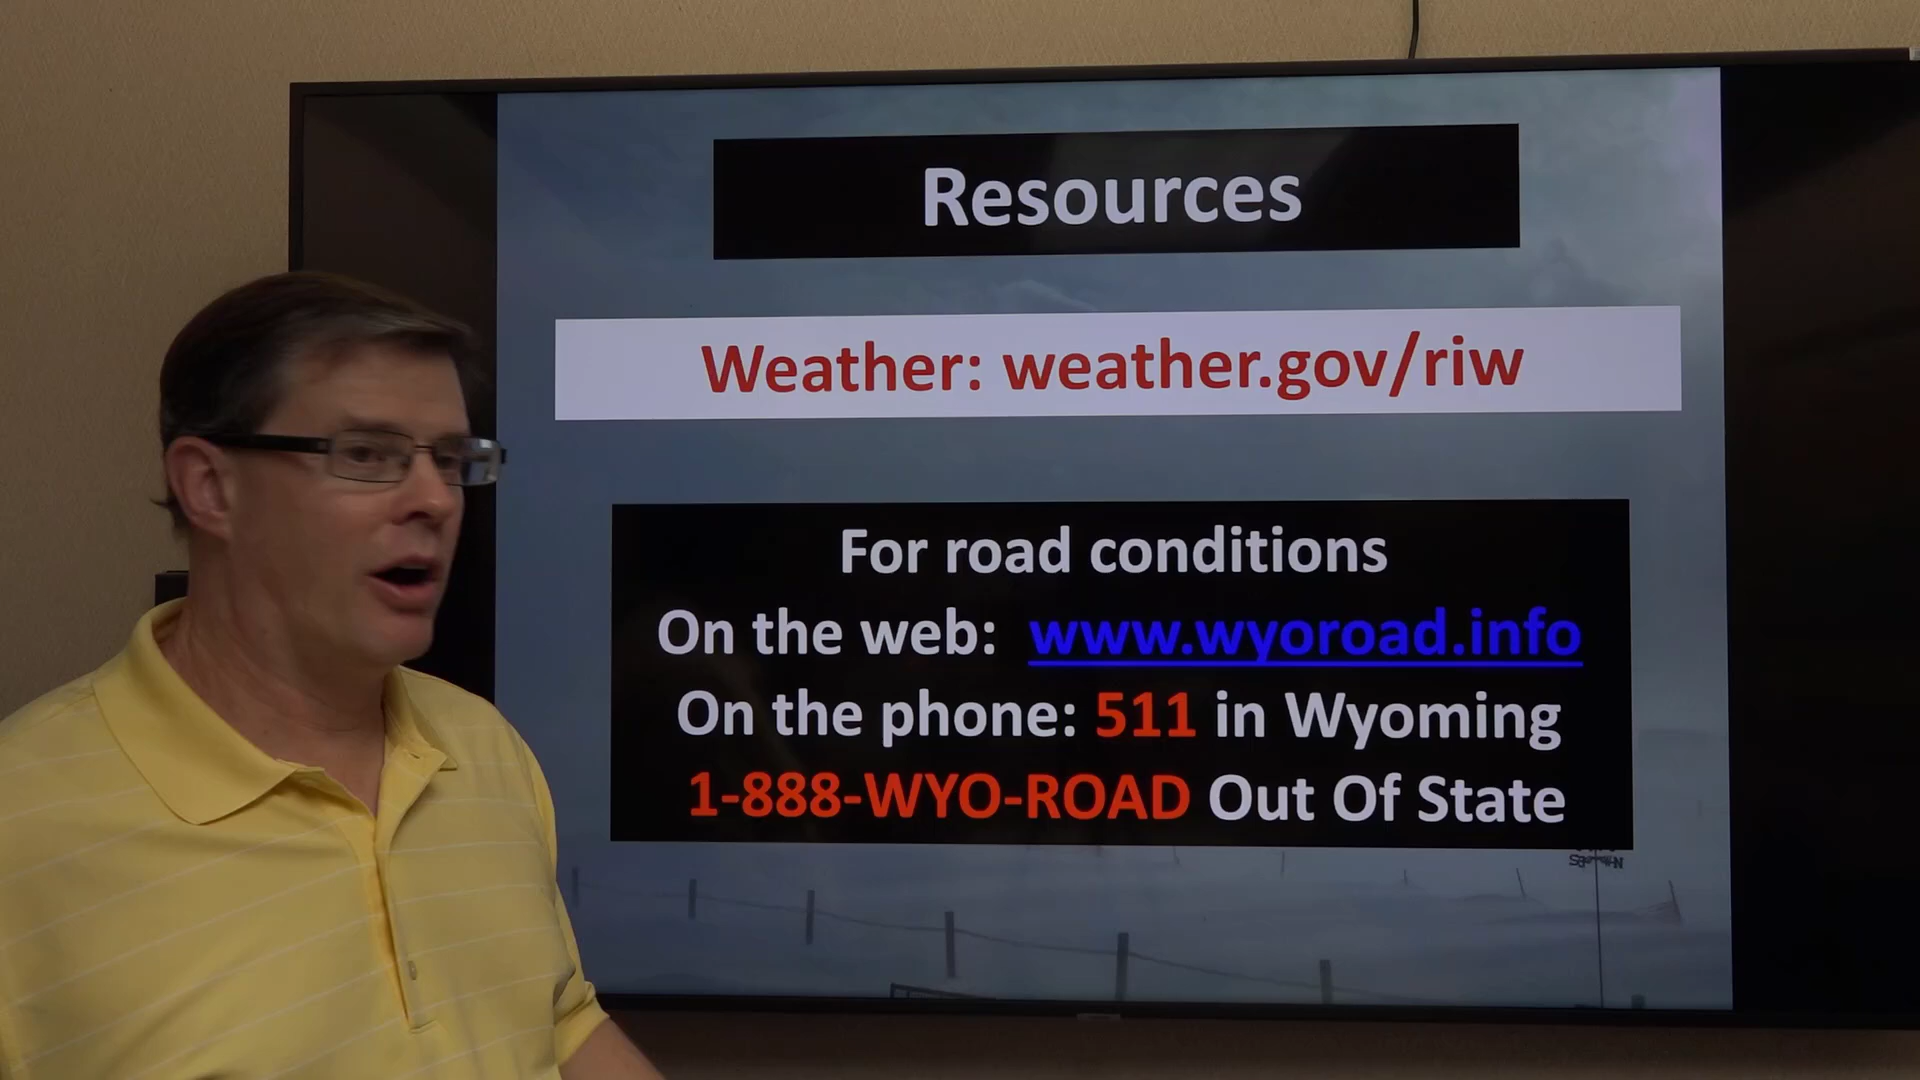 Resources
Weather: weather.gov/riw
For road conditions
On the web: www.wyoroad.info
On the phone: 511 in Wyoming
1-888-WYO-ROAD Out Of State